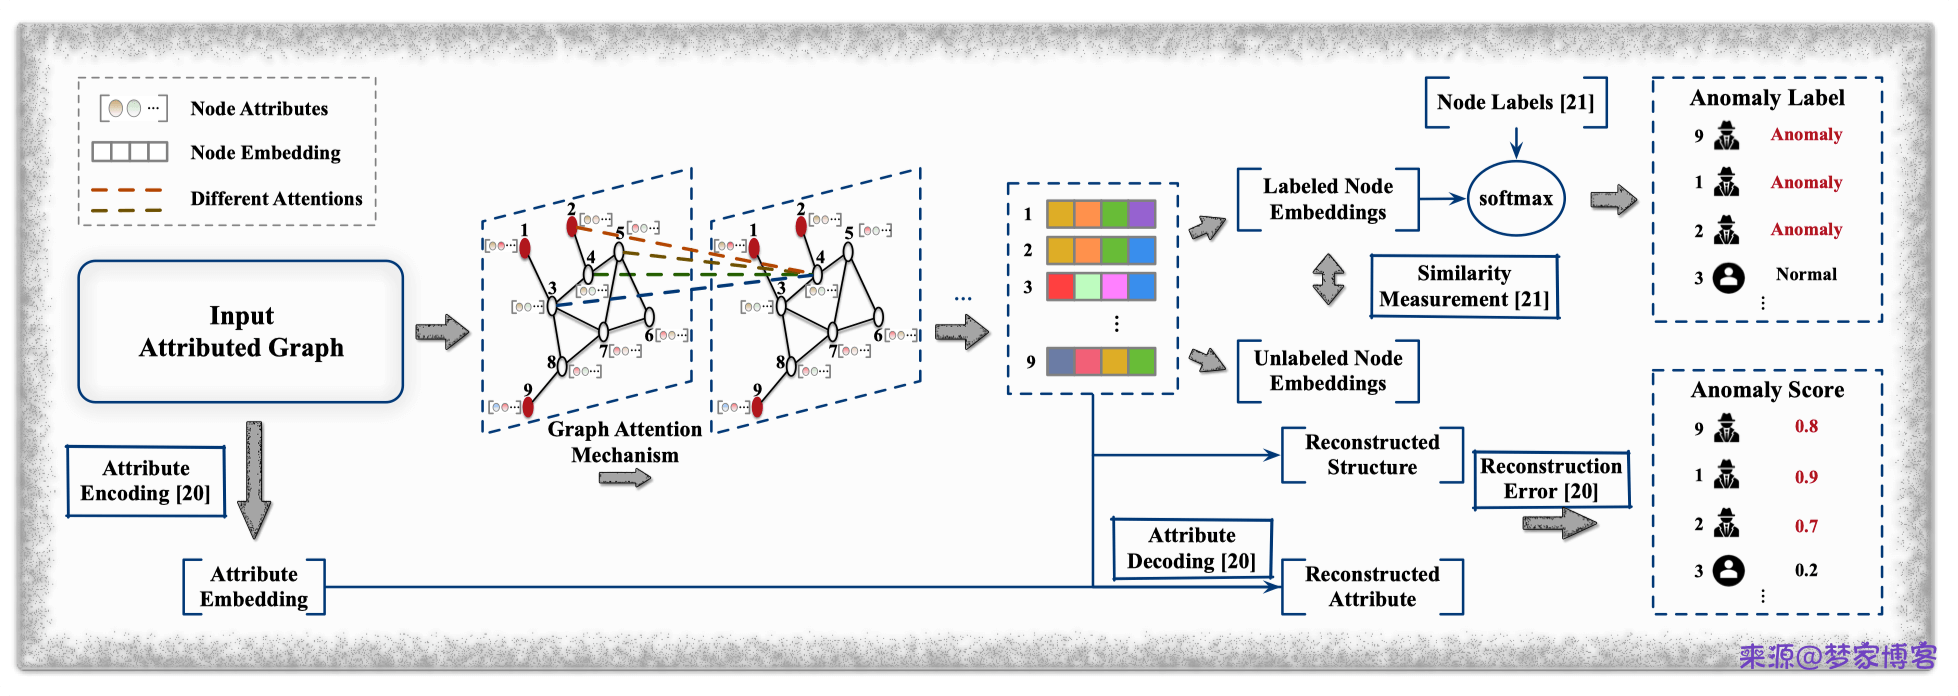 [ ··· ] Node Attributes
Node Embedding
Different Attentions
Input
Attributed Graph
Attribute
Encoding [20]
Attribute
Embedding
1
2
3
4
5
6
7
8
9
1
2
3
4
5
6
7
8
9
Graph Attention
Mechanism
...
1
2
3
⋮
9
Node Labels [21]
Labeled Node
Embeddings
softmax
Similarity
Measurement [21]
Unlabeled Node
Embeddings
Reconstructed
Structure
Reconstruction
Error [20]
Attribute
Decoding [20]
Reconstructed
Attribute
Anomaly Label
9 Anomaly
1 Anomaly
2 Anomaly
3 Normal
⋮
Anomaly Score
9 0.8
1 0.9
2 0.7
3 0.2
⋮
来源@梦家博客